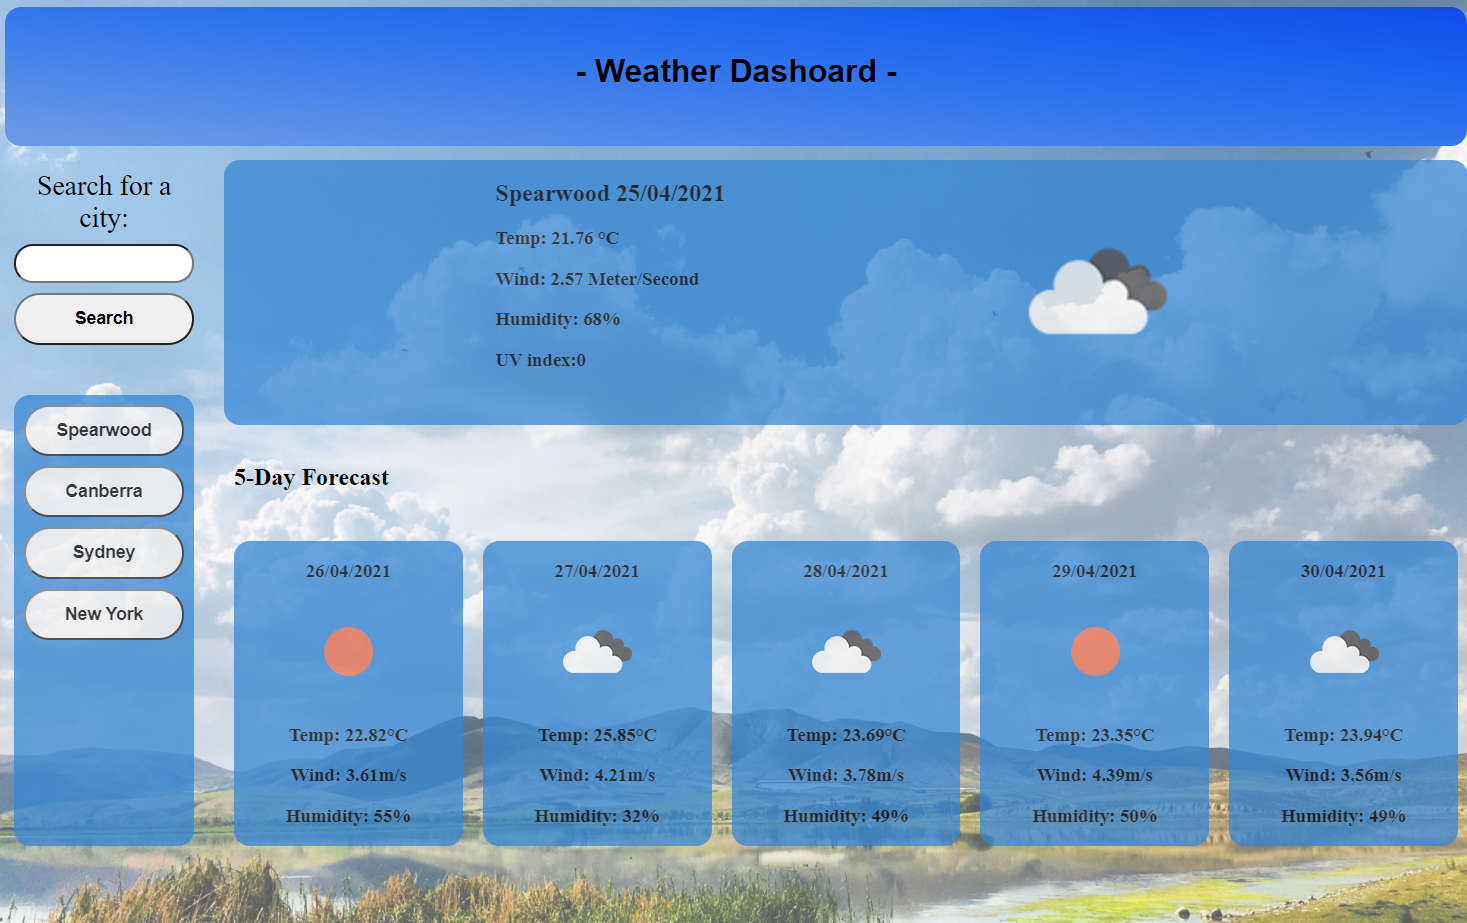 - Weather Dashoard -
Search for a
city:
Search
Spearwood
Canberra
Sydney
New York
Spearwood 25/04/2021
Temp: 21.76 °C
Wind: 2.57 Meter/Second
Humidity: 68%
UV index:0
5-Day Forecast
26/04/2021
Temp: 22.82°C
Wind: 3.61m/s
Humidity: 55%
27/04/2021
Temp: 25.85°C
Wind: 4.21m/s
Humidity: 32%
28/04/2021
Temp: 23.69°C
Wind: 3.78m/s
Humidity: 49%
29/04/2021
Temp: 23.35°C
Wind: 4.39m/s
Humidity: 50%
30/04/2021
Temp: 23.94°C
Wind: 3.56m/s
Humidity: 49%